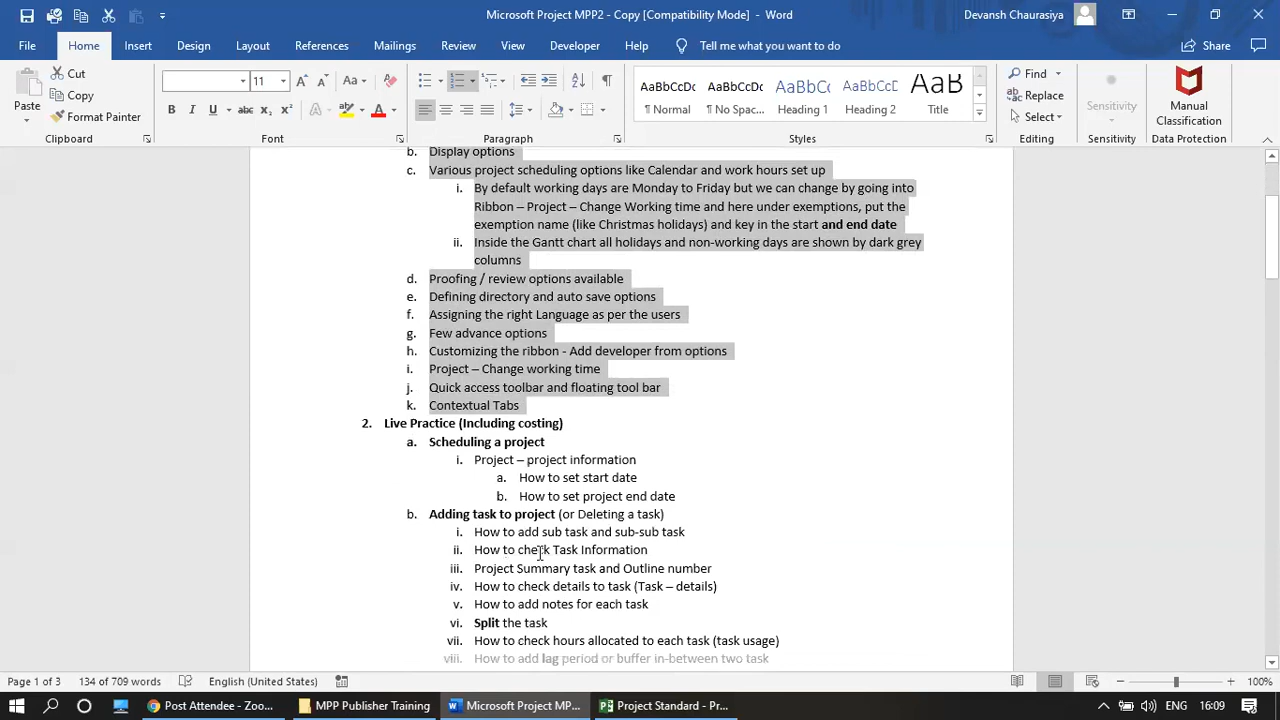 Microsoft Project MPP2 - Copy [Compatibility Mode] - Word
Devansh Chaurasiya
File Home Insert Design Layout References Mailings Review View Developer Help Tell me what you want to do Share
Paste
Cut
Copy
Format Painter
Clipboard
11
Aa
B I U abc x₂ x²
A
Font
Paragraph
AaBbCcDc AaBbCcDc AaBbC AaBbCcD AaB
¶ Normal ¶ No Spac... Heading 1 Heading 2 Title
Styles
Find
Replace
Select
Editing
Sensitivity
Sensitivity
Manual Classification
Data Protection
b. Display options
c. Various project scheduling options like Calendar and work hours set up
i. By default working days are Monday to Friday but we can change by going into
Ribbon – Project – Change Working time and here under exemptions, put the
exemption name (like Christmas holidays) and key in the start and end date
ii. Inside the Gantt chart all holidays and non-working days are shown by dark grey
columns
d. Proofing / review options available
e. Defining directory and auto save options
f. Assigning the right Language as per the users
g. Few advance options
h. Customizing the ribbon - Add developer from options
i. Project – Change working time
j. Quick access toolbar and floating tool bar
k. Contextual Tabs
2. Live Practice (Including costing)
a. Scheduling a project
i. Project – project information
a. How to set start date
b. How to set project end date
b. Adding task to project (or Deleting a task)
i. How to add sub task and sub-sub task
ii. How to check Task Information
iii. Project Summary task and Outline number
iv. How to check details to task (Task – details)
v. How to add notes for each task
vi. Split the task
vii. How to check hours allocated to each task (task usage)
viii. How to add lag period or buffer in-between two task
Page 1 of 3 134 of 709 words English (United States) 100%
Post Attendee - Zoo... MPP Publisher Training Microsoft Project MP... Project Standard - Pr... ENG 16:09